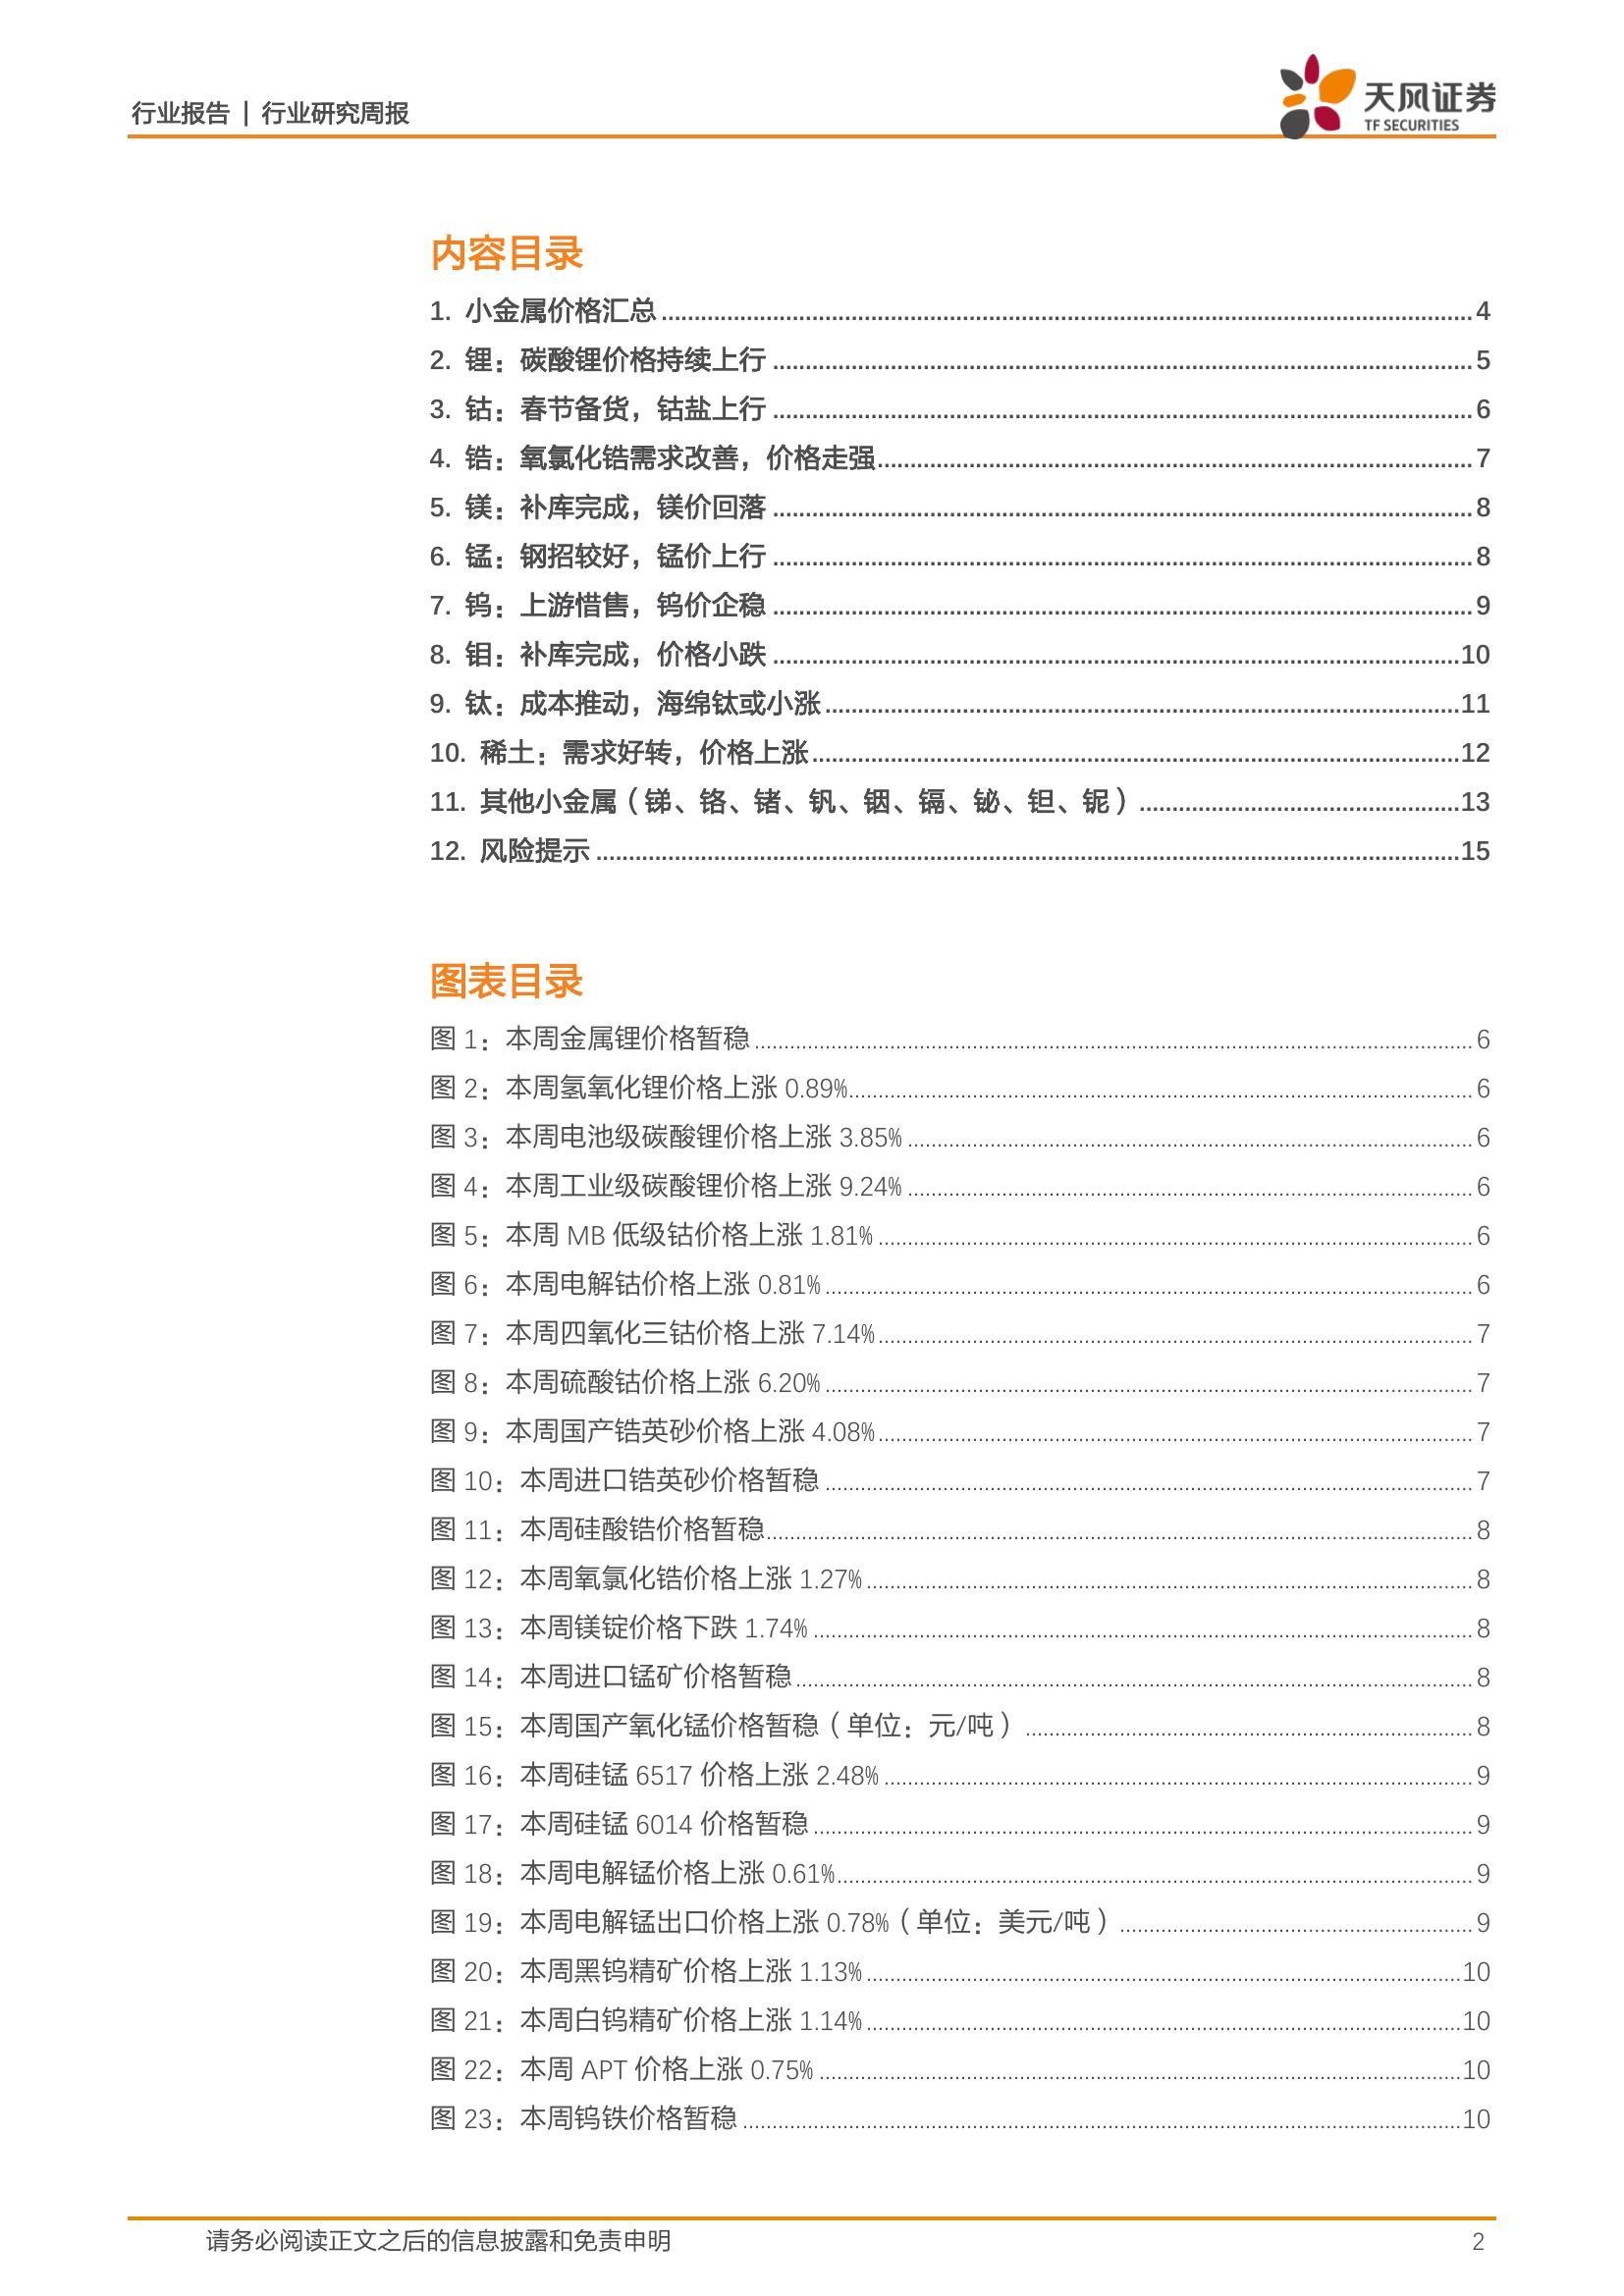 行业报告 | 行业研究周报
天风证券
TF SECURITIES
内容目录
1. 小金属价格汇总 4
2. 锂：碳酸锂价格持续上行 5
3. 钴：春节备货，钴盐上行 6
4. 锆：氧氯化锆需求改善，价格走强 7
5. 镁：补库完成，镁价回落 8
6. 锰：钢招较好，锰价上行 8
7. 钨：上游惜售，钨价企稳 9
8. 钼：补库完成，价格小跌 10
9. 钛：成本推动，海绵钛或小涨 11
10. 稀土：需求好转，价格上涨 12
11. 其他小金属（锑、铬、锗、钒、铟、镉、铋、钽、铌） 13
12. 风险提示 15
图表目录
图 1：本周金属锂价格暂稳 6
图 2：本周氢氧化锂价格上涨 0.89% 6
图 3：本周电池级碳酸锂价格上涨 3.85% 6
图 4：本周工业级碳酸锂价格上涨 9.24% 6
图 5：本周 MB 低级钴价格上涨 1.81% 6
图 6：本周电解钴价格上涨 0.81% 6
图 7：本周四氧化三钴价格上涨 7.14% 7
图 8：本周硫酸钴价格上涨 6.20% 7
图 9：本周国产锆英砂价格上涨 4.08% 7
图 10：本周进口锆英砂价格暂稳 7
图 11：本周硅酸锆价格暂稳 8
图 12：本周氧氯化锆价格上涨 1.27% 8
图 13：本周镁锭价格下跌 1.74% 8
图 14：本周进口锰矿价格暂稳 8
图 15：本周国产氧化锰价格暂稳（单位：元/吨） 8
图 16：本周硅锰 6517 价格上涨 2.48% 9
图 17：本周硅锰 6014 价格暂稳 9
图 18：本周电解锰价格上涨 0.61% 9
图 19：本周电解锰出口价格上涨 0.78%（单位：美元/吨） 9
图 20：本周黑钨精矿价格上涨 1.13% 10
图 21：本周白钨精矿价格上涨 1.14% 10
图 22：本周 APT 价格上涨 0.75% 10
图 23：本周钨铁价格暂稳 10
请务必阅读正文之后的信息披露和免责申明 2